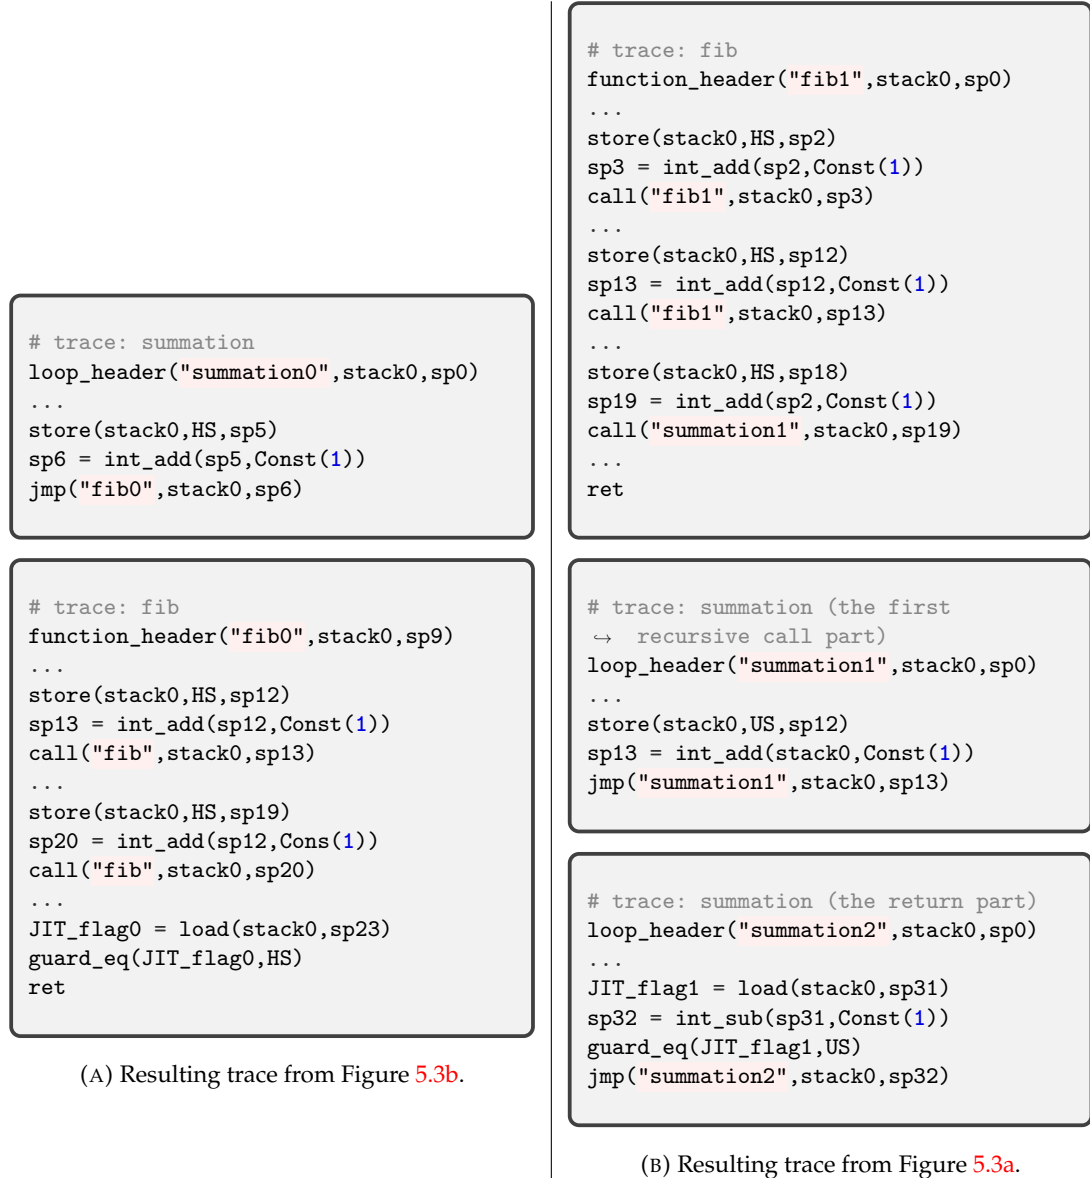 # trace: summation
loop_header("summation0",stack0,sp0)
...
store(stack0,HS,sp5)
sp6 = int_add(sp5,Const(1))
jmp("fib0",stack0,sp6)
# trace: fib
function_header("fib0",stack0,sp9)
...
store(stack0,HS,sp12)
sp13 = int_add(sp12,Const(1))
call("fib",stack0,sp13)
...
store(stack0,HS,sp19)
sp20 = int_add(sp12,Cons(1))
call("fib",stack0,sp20)
...
JIT_flag0 = load(stack0,sp23)
guard_eq(JIT_flag0,HS)
ret
(A) Resulting trace from Figure 5.3b.
# trace: fib
function_header("fib1",stack0,sp0)
...
store(stack0,HS,sp2)
sp3 = int_add(sp2,Const(1))
call("fib1",stack0,sp3)
...
store(stack0,HS,sp12)
sp13 = int_add(sp12,Const(1))
call("fib1",stack0,sp13)
...
store(stack0,HS,sp18)
sp19 = int_add(sp2,Const(1))
call("summation1",stack0,sp19)
...
ret
# trace: summation (the first
↪ recursive call part)
loop_header("summation1",stack0,sp0)
...
store(stack0,US,sp12)
sp13 = int_add(stack0,Const(1))
jmp("summation1",stack0,sp13)
# trace: summation (the return part)
loop_header("summation2",stack0,sp0)
...
JIT_flag1 = load(stack0,sp31)
sp32 = int_sub(sp31,Const(1))
guard_eq(JIT_flag1,US)
jmp("summation2",stack0,sp32)
(B) Resulting trace from Figure 5.3a.